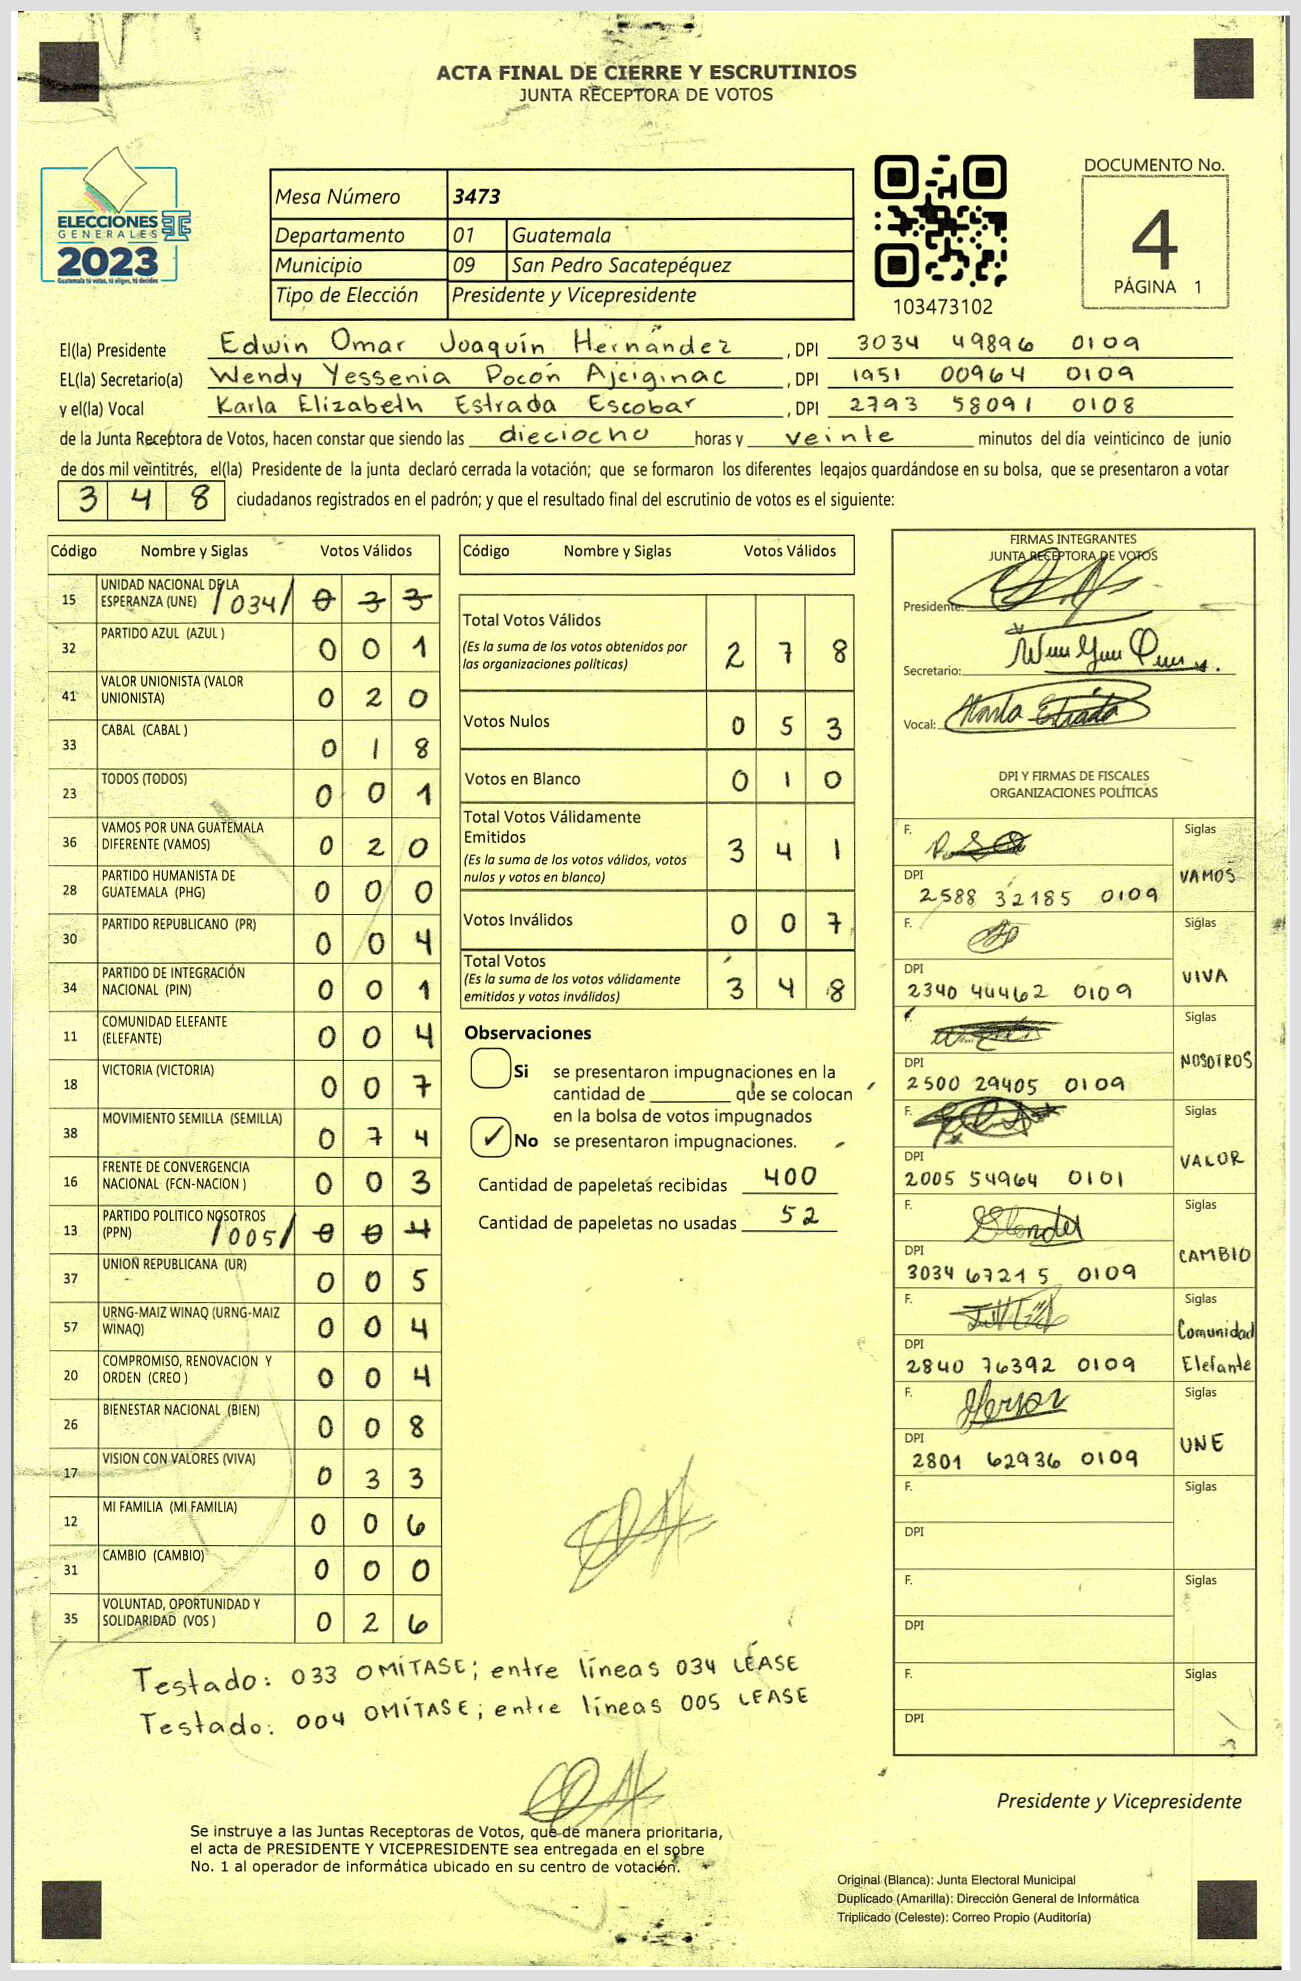 ACTA FINAL DE CIERRE Y ESCRUTINIOS
JUNTA RECEPTORA DE VOTOS
ELECCIONES
GENERALES
2023
Guatemala tú votas, tú eliges, tú decides
Mesa Número 3473
Departamento 01 Guatemala
Municipio 09 San Pedro Sacatepéquez
Tipo de Elección Presidente y Vicepresidente
103473102
DOCUMENTO No.
4
PÁGINA 1
El(la) Presidente Edwin Omar Joaquín Hernández , DPI 3034 49896 0109
EL(la) Secretario(a) Wendy Yessenia Pocón Ajciginac , DPI 1951 00964 0109
y el(la) Vocal Karla Elizabeth Estrada Escobar , DPI 2793 58091 0108
de la Junta Receptora de Votos, hacen constar que siendo las dieciocho horas y veinte minutos del día veinticinco de junio
de dos mil veintitrés, el(la) Presidente de la junta declaró cerrada la votación; que se formaron los diferentes legajos guardándose en su bolsa, que se presentaron a votar
3 4 8 ciudadanos registrados en el padrón; y que el resultado final del escrutinio de votos es el siguiente:
Código Nombre y Siglas Votos Válidos
15 UNIDAD NACIONAL DE LA
ESPERANZA (UNE) /034/ 0 3 3
32 PARTIDO AZUL (AZUL ) 0 0 1
41 VALOR UNIONISTA (VALOR
UNIONISTA) 0 2 0
33 CABAL (CABAL ) 0 1 8
23 TODOS (TODOS) 0 0 1
36 VAMOS POR UNA GUATEMALA
DIFERENTE (VAMOS) 0 2 0
28 PARTIDO HUMANISTA DE
GUATEMALA (PHG) 0 0 0
30 PARTIDO REPUBLICANO (PR) 0 0 4
34 PARTIDO DE INTEGRACIÓN
NACIONAL (PIN) 0 0 1
11 COMUNIDAD ELEFANTE
(ELEFANTE) 0 0 4
18 VICTORIA (VICTORIA) 0 0 7
38 MOVIMIENTO SEMILLA (SEMILLA) 0 7 4
16 FRENTE DE CONVERGENCIA
NACIONAL (FCN-NACION ) 0 0 3
13 PARTIDO POLITICO NOSOTROS
(PPN) /005/ 0 0 4
37 UNION REPUBLICANA (UR) 0 0 5
57 URNG-MAIZ WINAQ (URNG-MAIZ
WINAQ) 0 0 4
20 COMPROMISO, RENOVACION Y
ORDEN (CREO ) 0 0 4
26 BIENESTAR NACIONAL (BIEN) 0 0 8
17 VISION CON VALORES (VIVA) 0 3 3
12 MI FAMILIA (MI FAMILIA) 0 0 6
31 CAMBIO (CAMBIO) 0 0 0
35 VOLUNTAD, OPORTUNIDAD Y
SOLIDARIDAD (VOS ) 0 2 6
Código Nombre y Siglas Votos Válidos
Total Votos Válidos
(Es la suma de los votos obtenidos por
las organizaciones políticas) 2 7 8
Votos Nulos 0 5 3
Votos en Blanco 0 1 0
Total Votos Válidamente
Emitidos
(Es la suma de los votos válidos, votos
nulos y votos en blanco) 3 4 1
Votos Inválidos 0 0 7
Total Votos
(Es la suma de los votos válidamente
emitidos y votos inválidos) 3 4 8
Observaciones
Si se presentaron impugnaciones en la
cantidad de ________ que se colocan
en la bolsa de votos impugnados
✓ No se presentaron impugnaciones.
Cantidad de papeletas recibidas 400
Cantidad de papeletas no usadas 52
FIRMAS INTEGRANTES
JUNTA RECEPTORA DE VOTOS
Presidente:
Secretario:
Vocal: Karla Estrada
DPI Y FIRMAS DE FISCALES
ORGANIZACIONES POLÍTICAS
F. Siglas
DPI VAMOS
2588 32185 0109
F. Siglas
DPI VIVA
2340 44462 0109
F. Siglas
DPI NOSOTROS
2500 29405 0109
F. Siglas
DPI VALOR
2005 54964 0101
F. Siglas
DPI CAMBIO
3034 67215 0109
F. Siglas
Comunidad
DPI Elefante
2840 76392 0109
F. Siglas
DPI UNE
2801 62936 0109
F. Siglas
DPI
F. Siglas
DPI
F. Siglas
DPI
Testado: 033 OMÍTASE; entre líneas 034 LÉASE
Testado: 004 OMÍTASE; entre líneas 005 LEASE
Presidente y Vicepresidente
Se instruye a las Juntas Receptoras de Votos, que de manera prioritaria,
el acta de PRESIDENTE Y VICEPRESIDENTE sea entregada en el sobre
No. 1 al operador de informática ubicado en su centro de votación.
Original (Blanca): Junta Electoral Municipal
Duplicado (Amarilla): Dirección General de Informática
Triplicado (Celeste): Correo Propio (Auditoría)